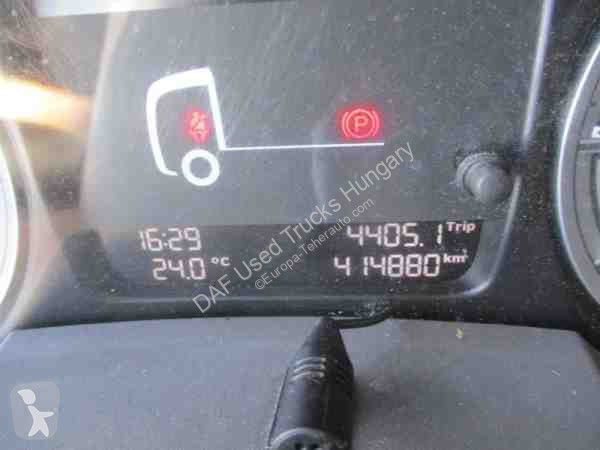 P
16:29
4405.1 Trip
24.0 °C
414880 km
DAF Used Trucks Hungary
©Europa-Teherauto.com